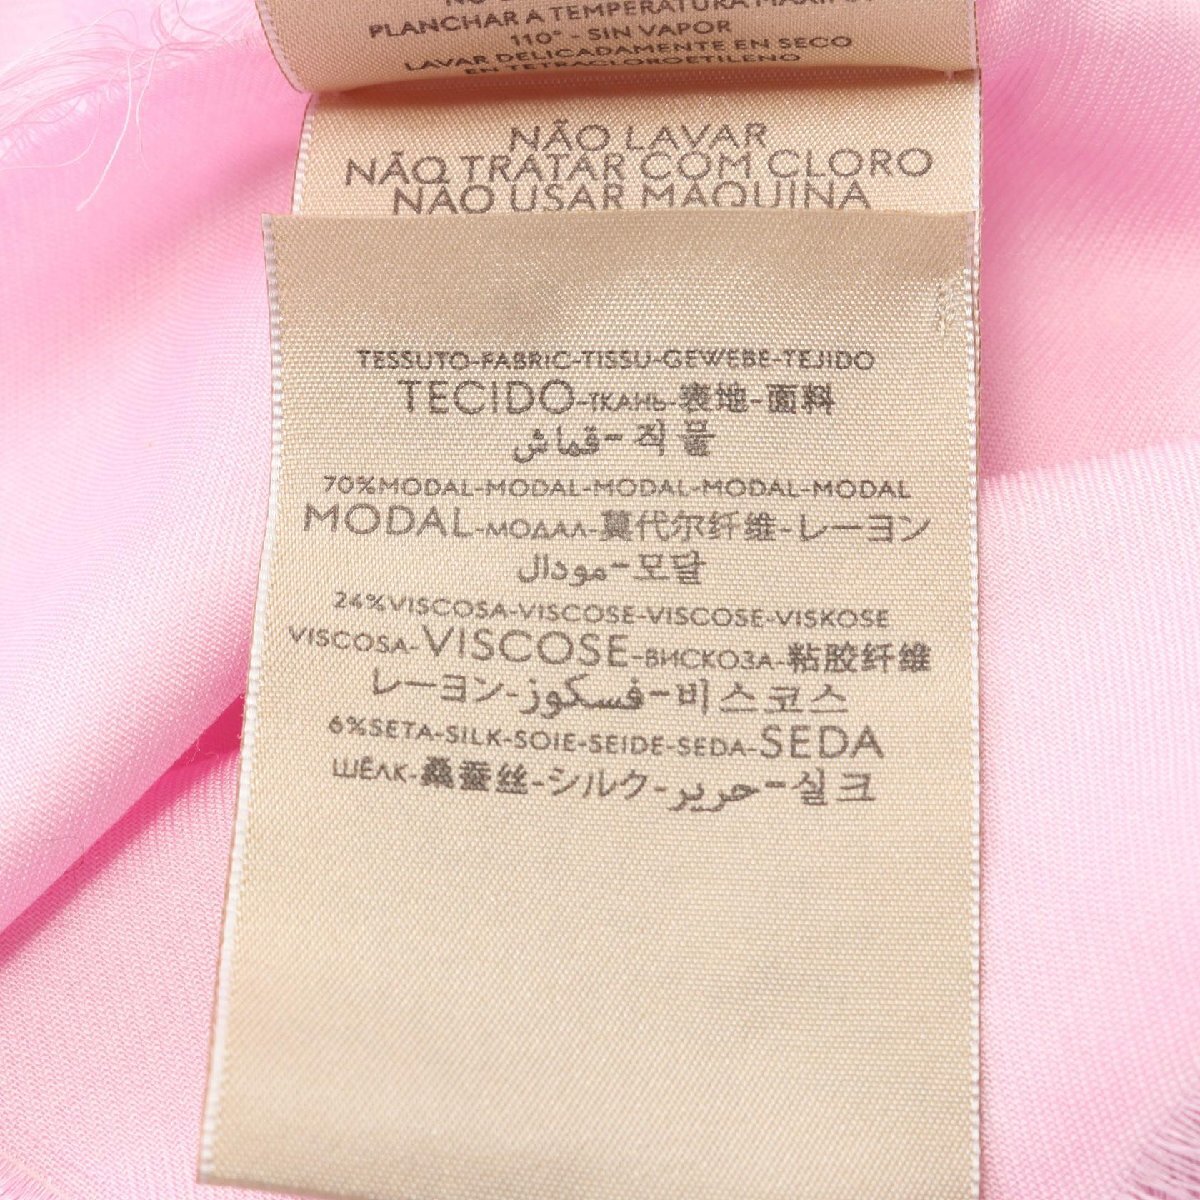 PLANCHAR A TEMPERATURA
110° - SIN VAPOR
LAVAR DELICADAMENTE EN SECO
EN TETRACLOROETILENO
NÃO LAVAR
NÃO TRATAR COM CLORO
NÃO USAR MÁQUINA
TESSUTO-FABRIC-TISSU-GEWEBE-TEJIDO
TECIDO-ТКАНЬ-表地-面料
قماش-직물
70%MODAL-MODAL-MODAL-MODAL-MODAL
MODAL-МОДАЛ-莫代尔纤维-レーヨン
مودال-모달
24%VISCOSA-VISCOSE-VISCOSE-VISKOSE
VISCOSA-VISCOSE-ВИСКОЗА-粘胶纤维
レーヨン-فسكوز-비스코스
6%SETA-SILK-SOIE-SEIDE-SEDA-SEDA
ШЁЛК-桑蚕丝-シルク-حرير-실크